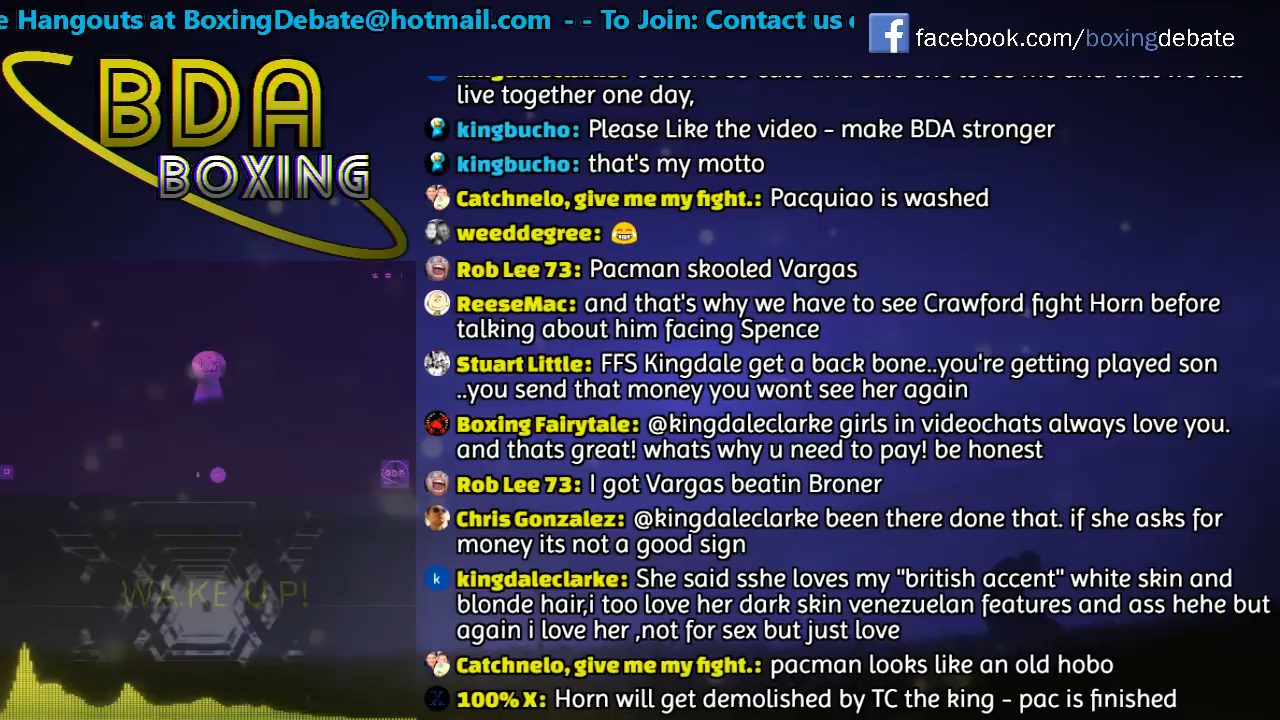 e Hangouts at BoxingDebate@hotmail.com - - To Join: Contact us
facebook.com/boxingdebate
BDA
BOXING
WAKE UP!
live together one day,
kingbucho: Please Like the video - make BDA stronger
kingbucho: that's my motto
Catchnelo, give me my fight.: Pacquiao is washed
weeddegree: 😂
Rob Lee 73: Pacman skooled Vargas
ReeseMac: and that's why we have to see Crawford fight Horn before
talking about him facing Spence
Stuart Little: FFS Kingdale get a back bone..you're getting played son
..you send that money you wont see her again
Boxing Fairytale: @kingdaleclarke girls in videochats always love you.
and thats great! whats why u need to pay! be honest
Rob Lee 73: I got Vargas beatin Broner
Chris Gonzalez: @kingdaleclarke been there done that. if she asks for
money its not a good sign
k kingdaleclarke: She said sshe loves my "british accent" white skin and
blonde hair,i too love her dark skin venezuelan features and ass hehe but
again i love her ,not for sex but just love
Catchnelo, give me my fight.: pacman looks like an old hobo
X 100% X: Horn will get demolished by TC the king - pac is finished